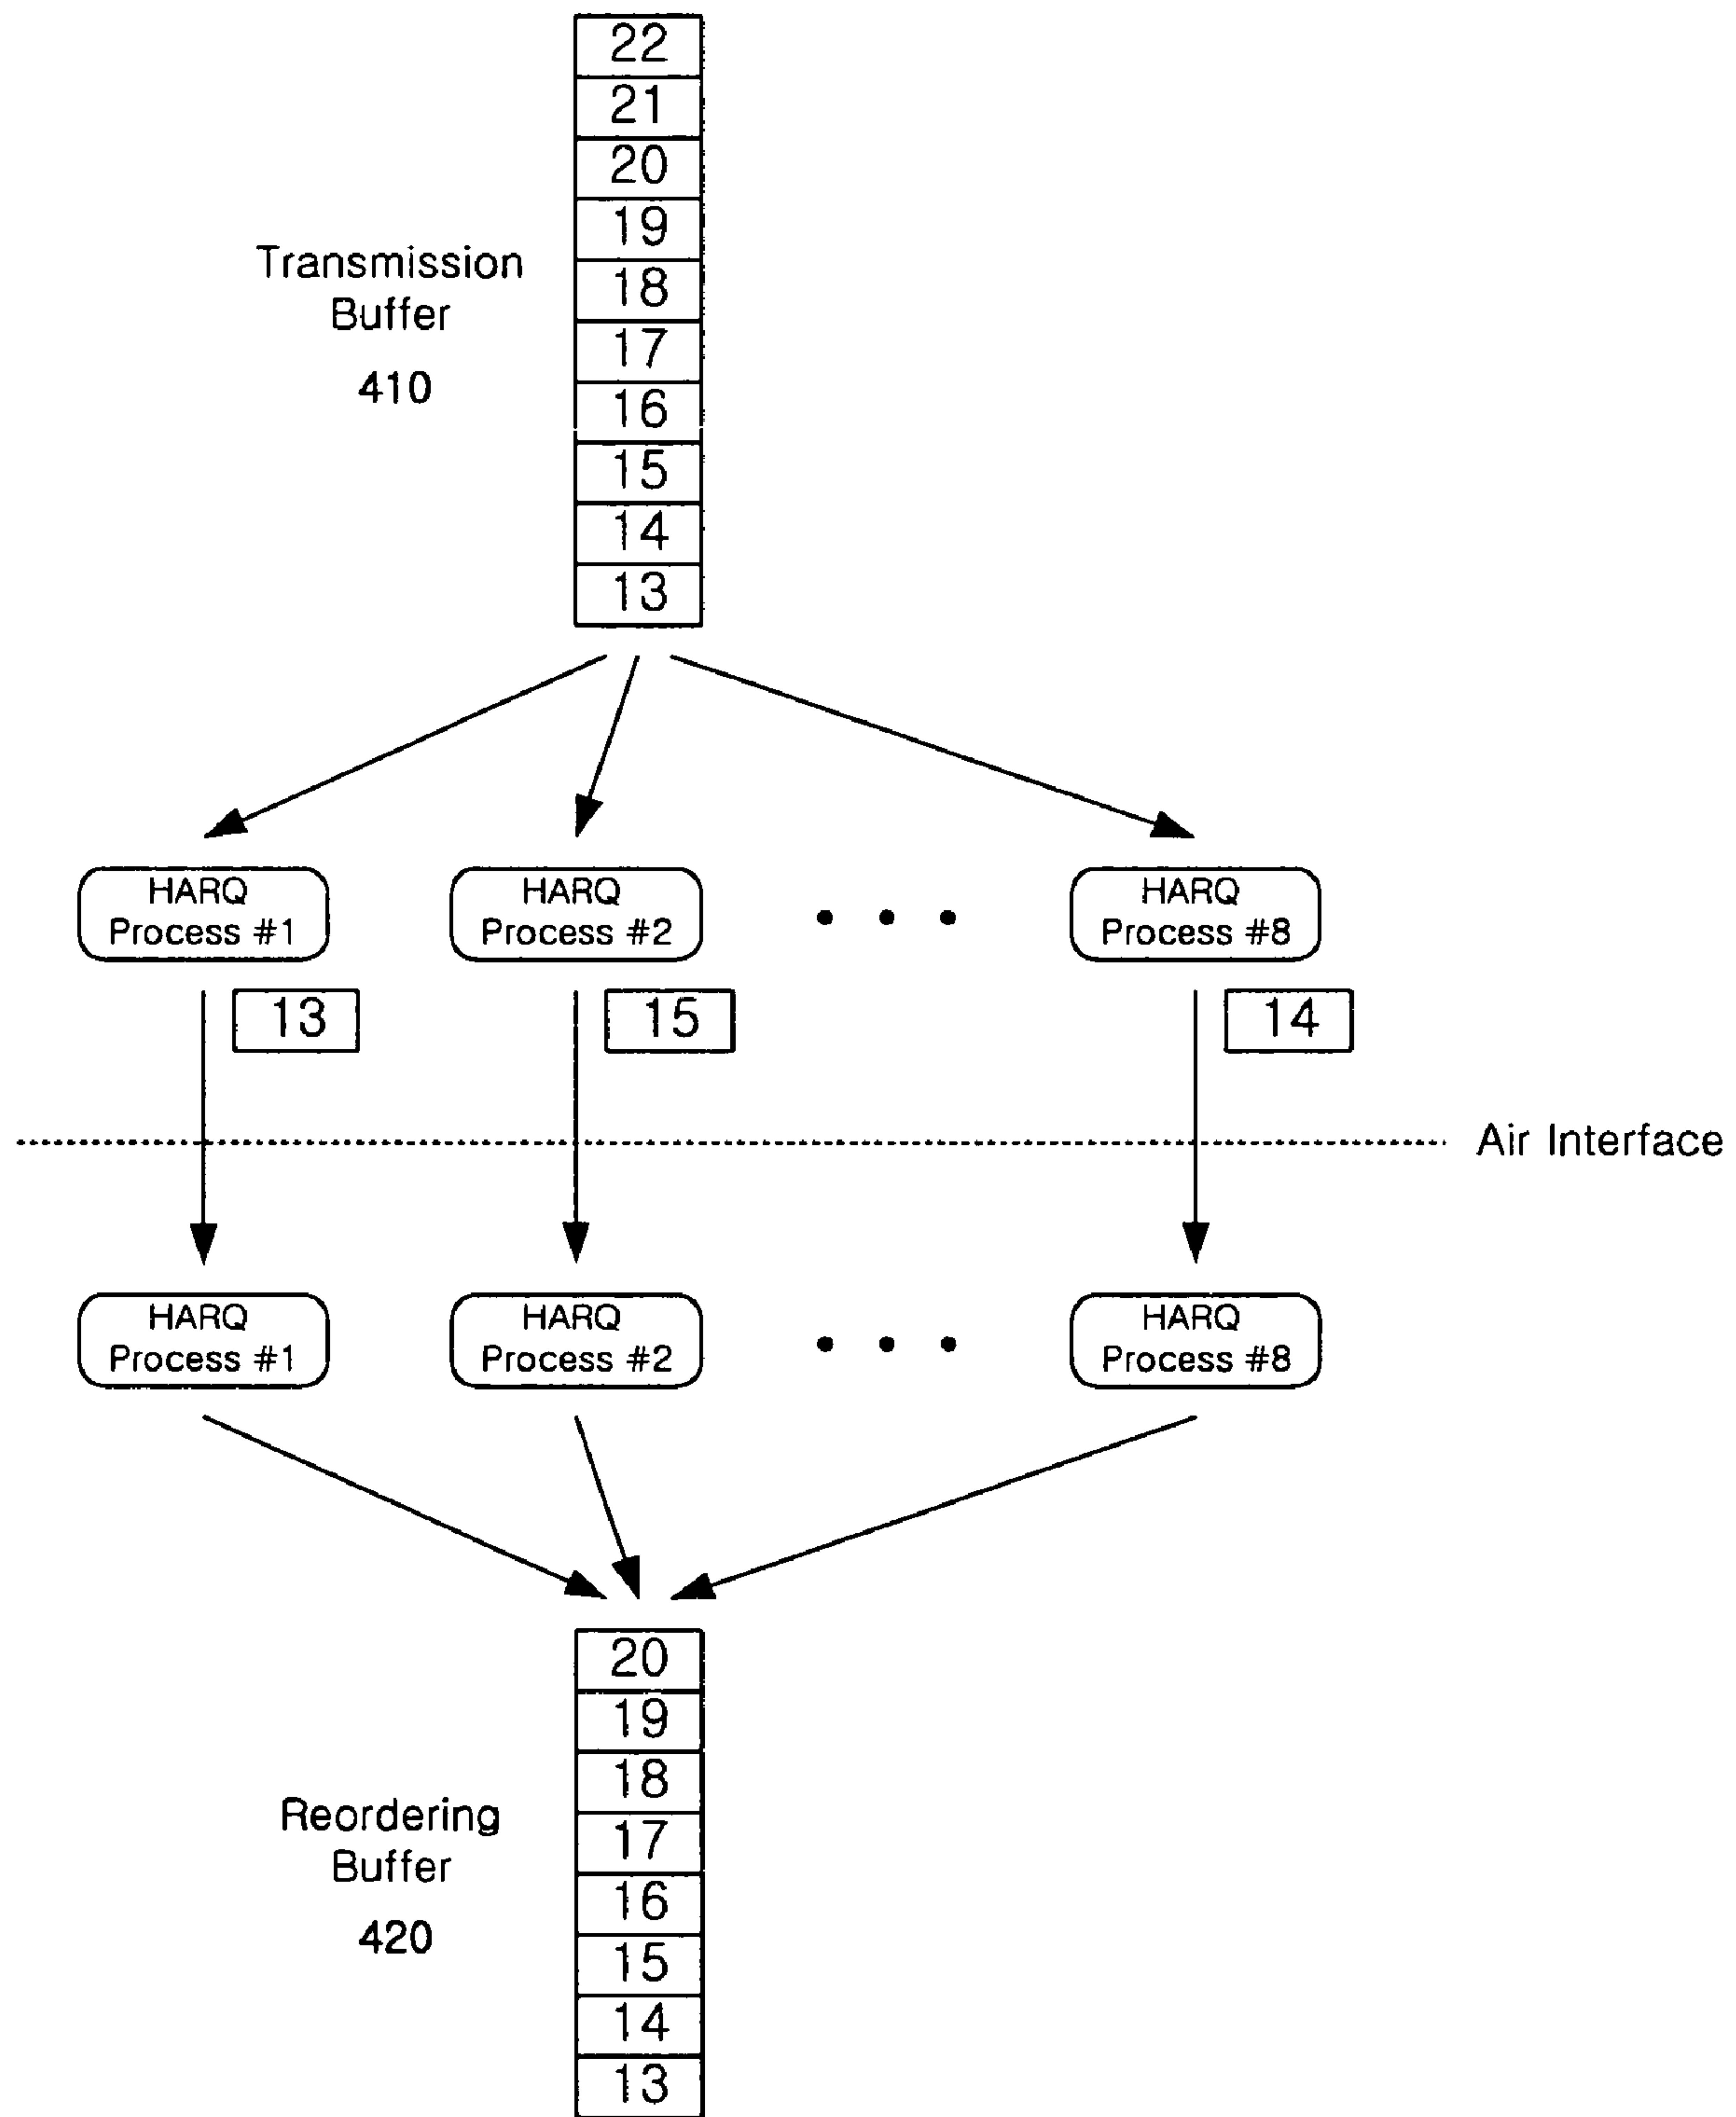 22
21
20
19
18
17
16
15
14
13
Transmission
Buffer
410
HARQ
Process #1
HARQ
Process #2
HARQ
Process #8
13
15
14
Air Interface
HARQ
Process #1
HARQ
Process #2
HARQ
Process #8
20
19
18
17
16
15
14
13
Reordering
Buffer
420